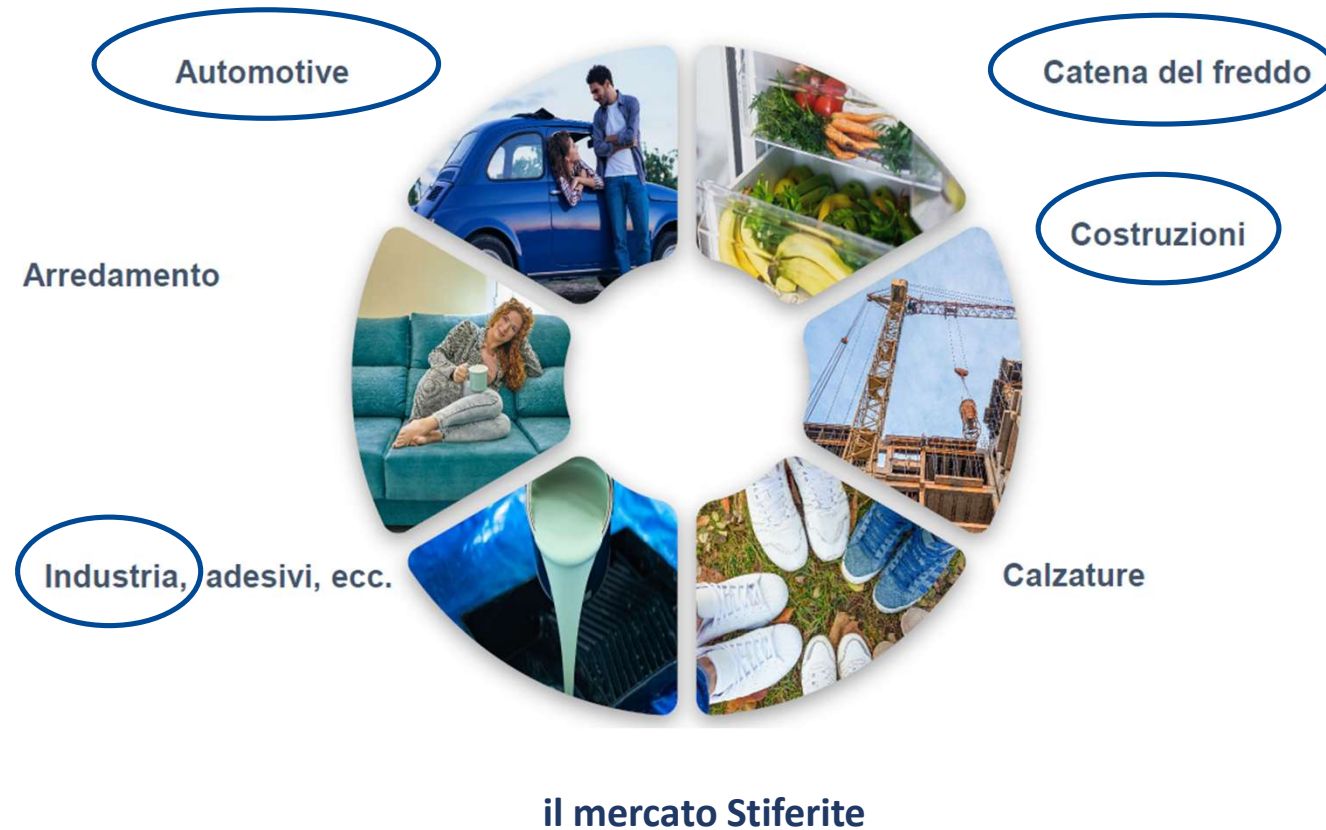 Automotive
Catena del freddo
Costruzioni
Arredamento
Industria, adesivi, ecc.
Calzature
il mercato Stiferite